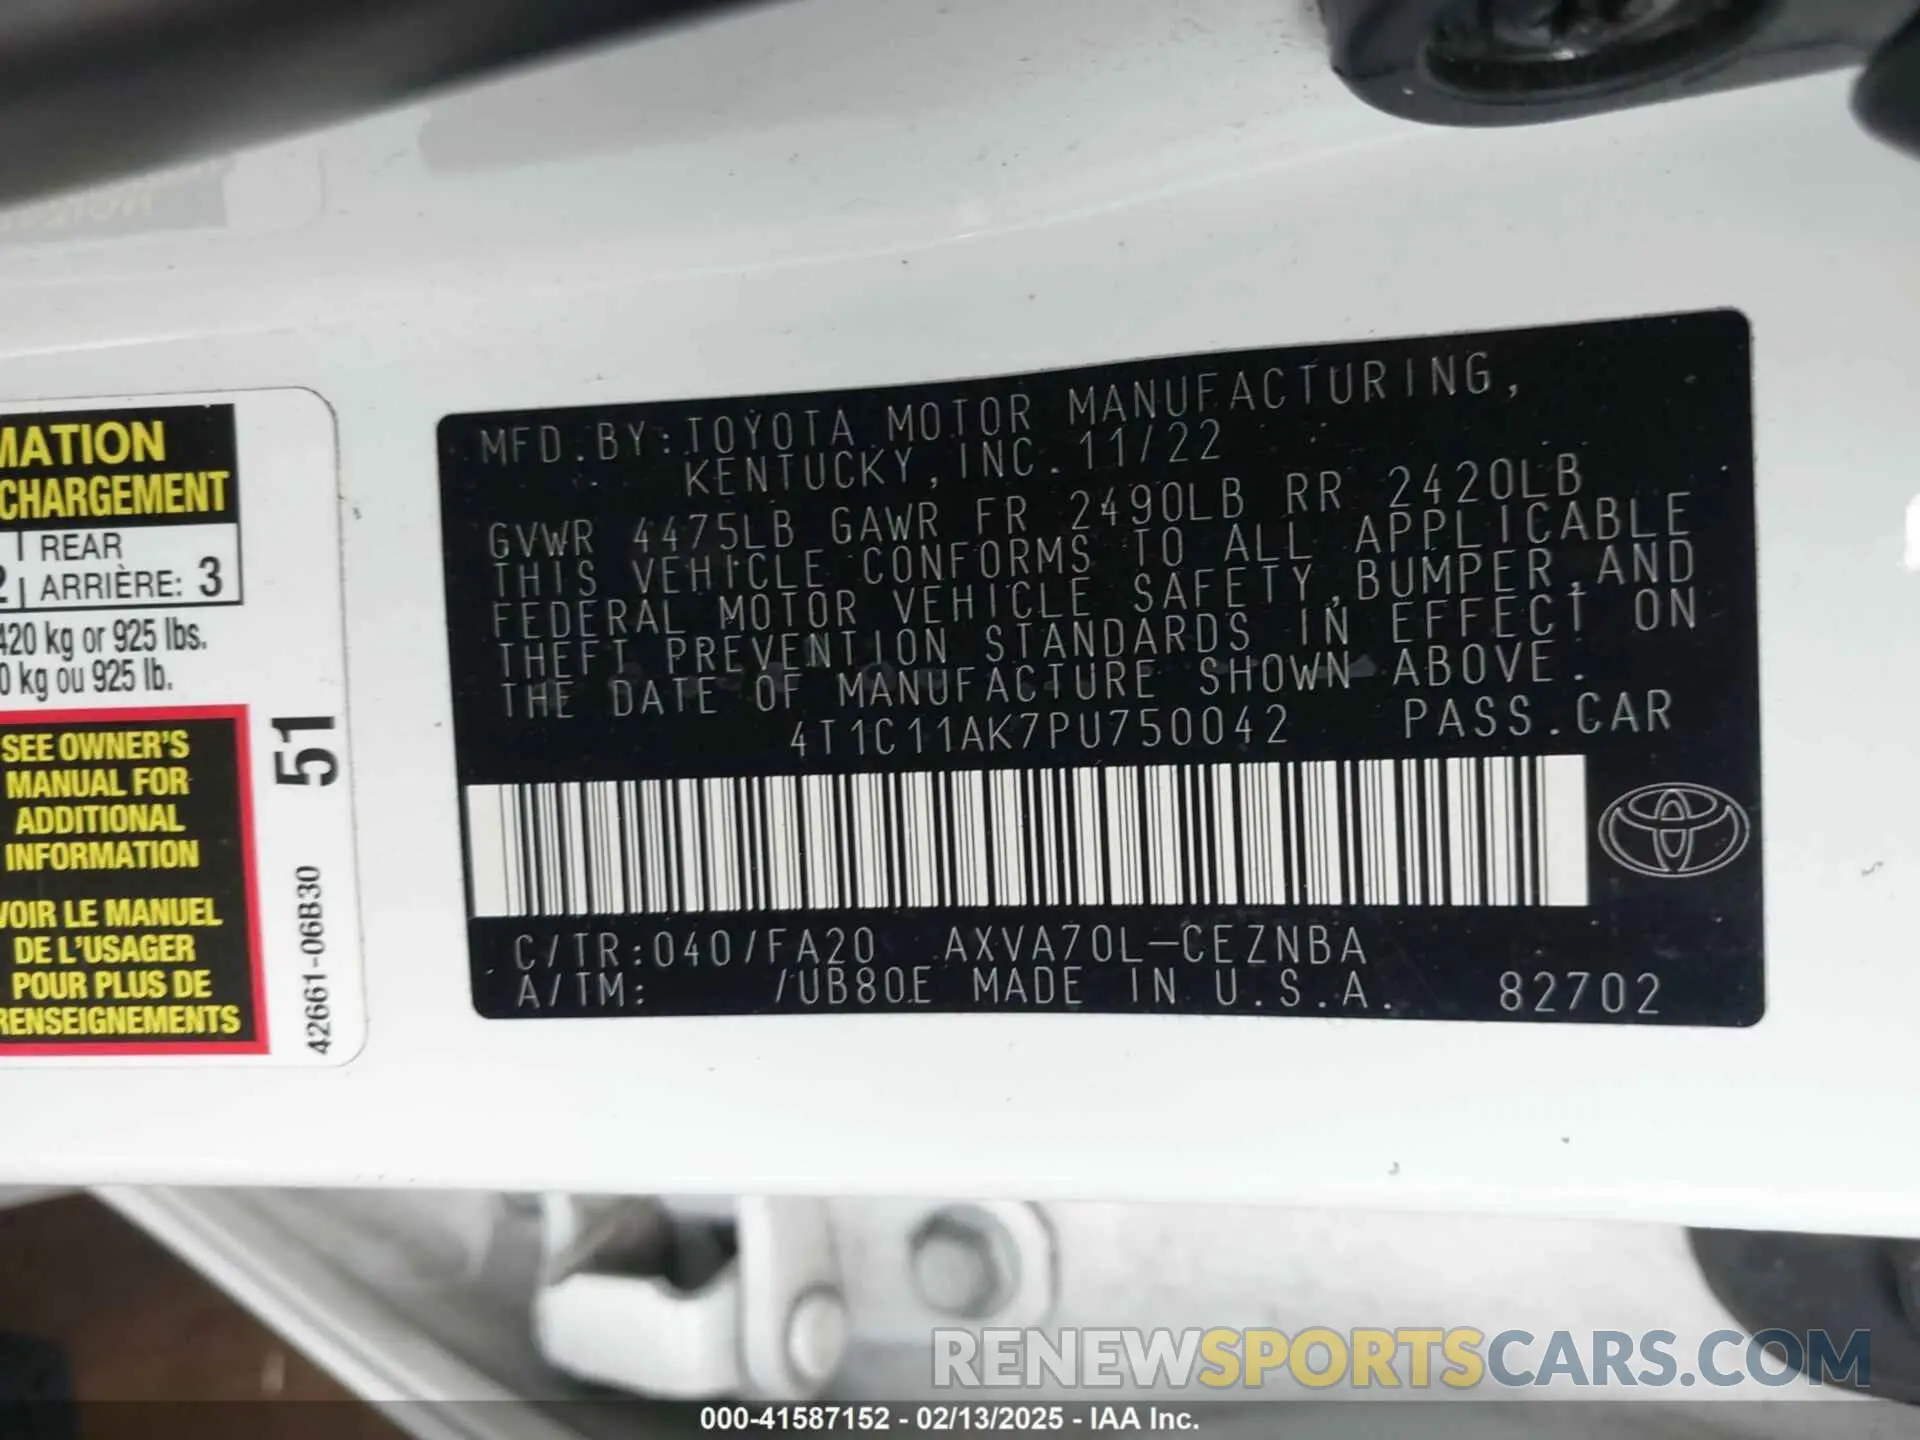 MATION
CHARGEMENT
REAR
ARRIÈRE: 3
420 kg or 925 lbs.
0 kg ou 925 lb.
SEE OWNER'S
MANUAL FOR
ADDITIONAL
INFORMATION
VOIR LE MANUEL
DE L'USAGER
POUR PLUS DE
RENSEIGNEMENTS
51
42661-06B30
MFD.BY:TOYOTA MOTOR MANUFACTURING,
KENTUCKY,INC.11/22
GVWR 4475LB GAWR FR 2490LB RR 2420LB
THIS VEHICLE CONFORMS TO ALL APPLICABLE
FEDERAL MOTOR VEHICLE SAFETY,BUMPER,AND
THEFT PREVENTION STANDARDS IN EFFECT ON
THE DATE OF MANUFACTURE SHOWN ABOVE.
4T1C11AK7PU750042 PASS.CAR
C/TR:040/FA20 AXVA70L-CEZNBA
A/TM: /UB80E MADE IN U.S.A. 82702
RENEWSPORTSCARS.COM
000-41587152 - 02/13/2025 - IAA Inc.